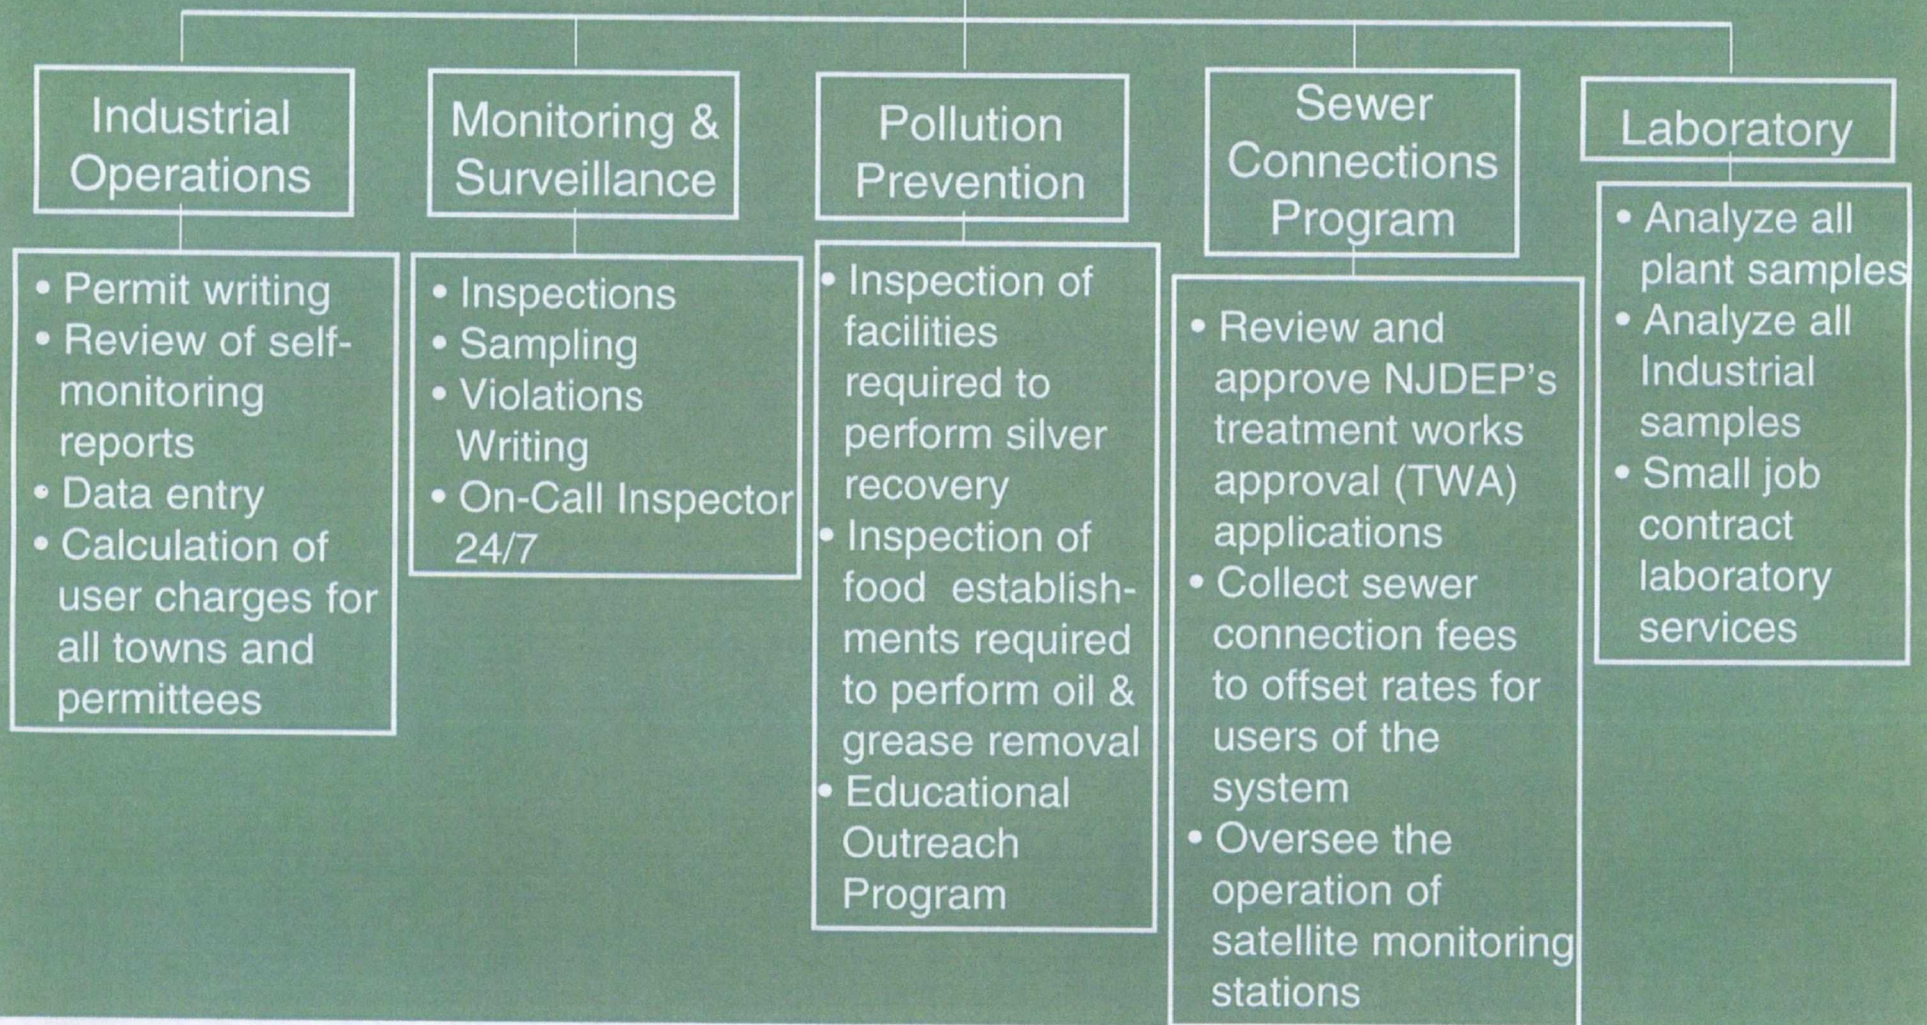 Industrial
Operations
• Permit writing
• Review of self-
monitoring
reports
• Data entry
• Calculation of
user charges for
all towns and
permittees
Monitoring &
Surveillance
• Inspections
• Sampling
• Violations
Writing
• On-Call Inspector
24/7
Pollution
Prevention
• Inspection of
facilities
required to
perform silver
recovery
• Inspection of
food establish-
ments required
to perform oil &
grease removal
• Educational
Outreach
Program
Sewer
Connections
Program
• Review and
approve NJDEP's
treatment works
approval (TWA)
applications
• Collect sewer
connection fees
to offset rates for
users of the
system
• Oversee the
operation of
satellite monitoring
stations
Laboratory
• Analyze all
plant samples
• Analyze all
Industrial
samples
• Small job
contract
laboratory
services